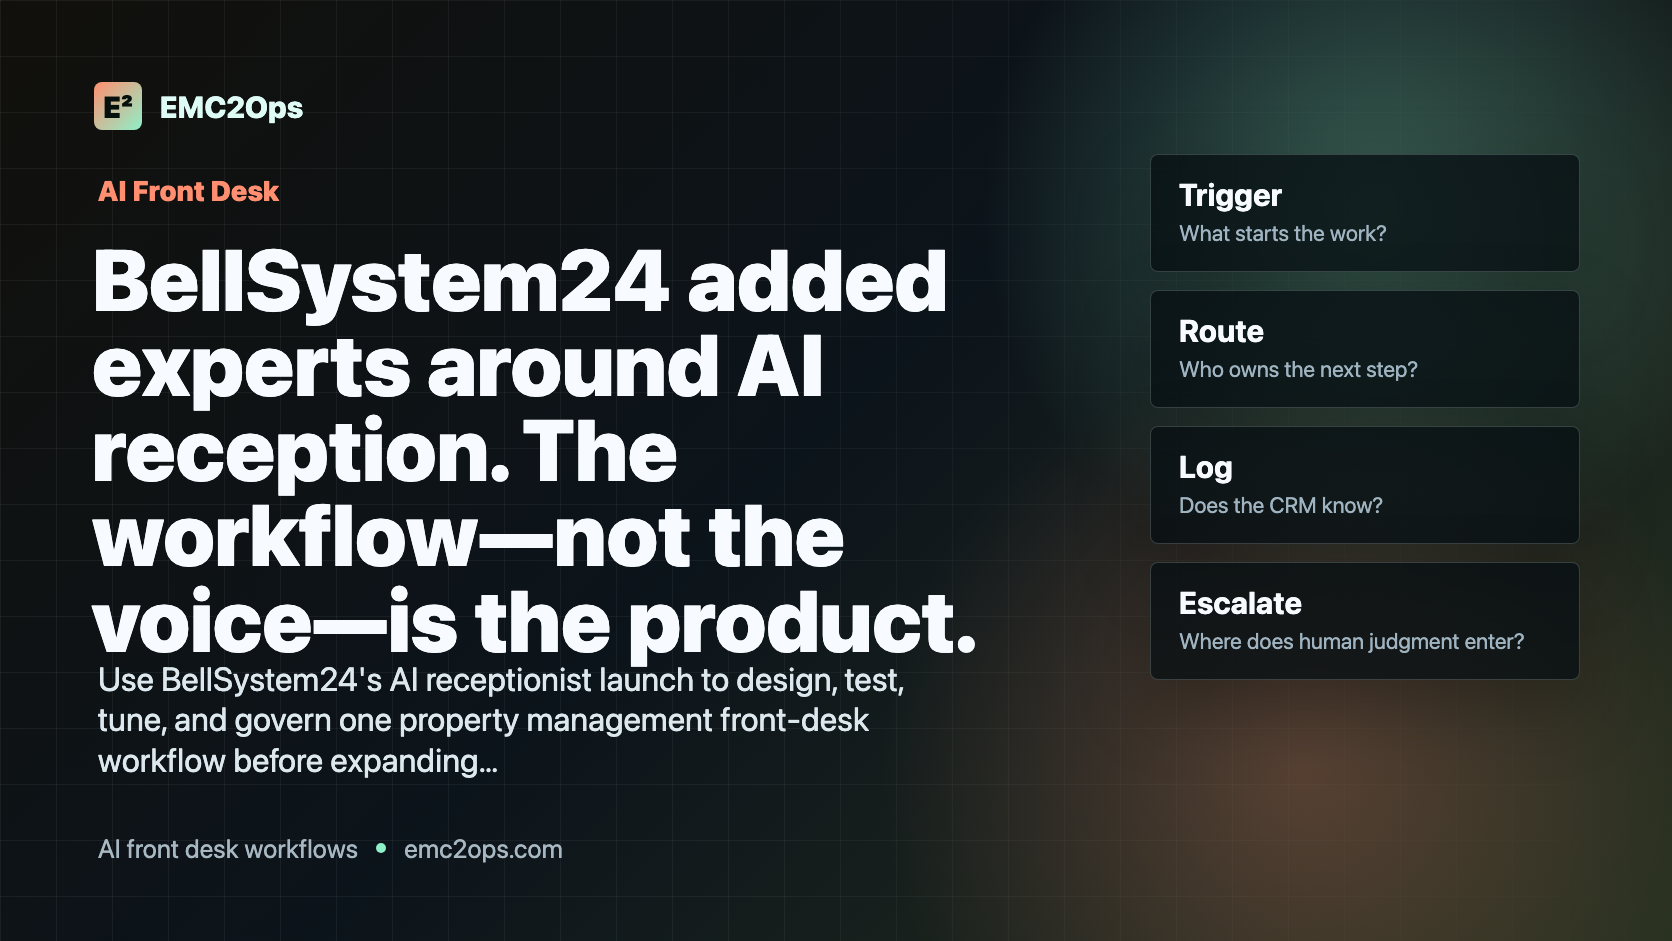 E² EMC2Ops
AI Front Desk
BellSystem24 added
experts around AI
reception. The
workflow—not the
voice—is the product.
Use BellSystem24's AI receptionist launch to design, test,
tune, and govern one property management front-desk
workflow before expanding...
AI front desk workflows • emc2ops.com
Trigger
What starts the work?
Route
Who owns the next step?
Log
Does the CRM know?
Escalate
Where does human judgment enter?